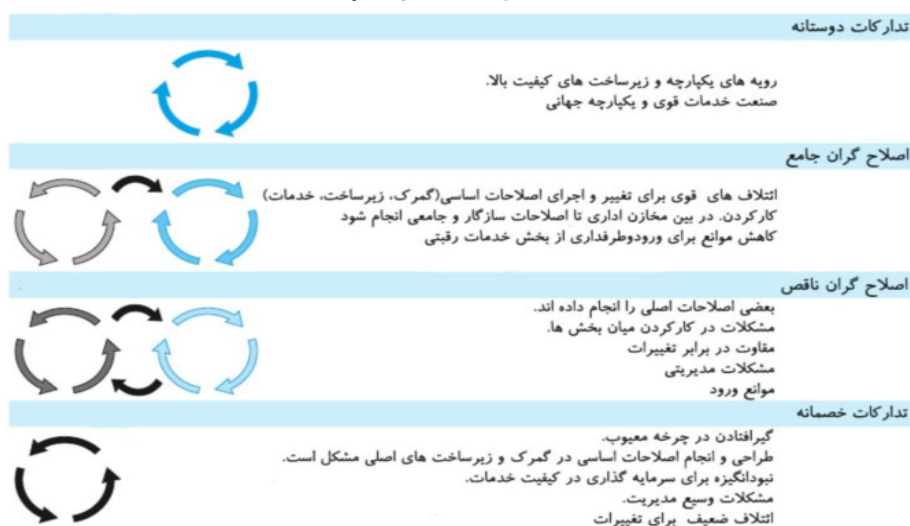 تدارکات دوستانه
رویه های یکپارچه و زیرساخت های کیفیت بالا.
صنعت خدمات قوی و یکپارچه جهانی
اصلاح گران جامع
ائتلاف های قوی برای تغییر و اجرای اصلاحات اساسی(گمرک، زیرساخت، خدمات)
کارکردن. در بین مخازن اداری تا اصلاحات سازگار و جامعی انجام شود
کاهش موانع برای ورودوطرفداری از بخش خدمات رقبتی
اصلاح گران ناقص
بعضی اصلاحات اصلی را انجام داده اند.
مشکلات در کارکردن میان بخش ها.
مقاوت در برابر تغییرات
مشکلات مدیریتی
موانع ورود
تدارکات خصمانه
گیرافتادن در چرخه معیوب.
طراحی و انجام اصلاحات اساسی در گمرک و زیرساخت های اصلی مشکل است.
نبودانگیزه برای سرمایه گذاری در کیفیت خدمات.
مشکلات وسیع مدیریت.
ائتلاف ضعیف برای تغییرات